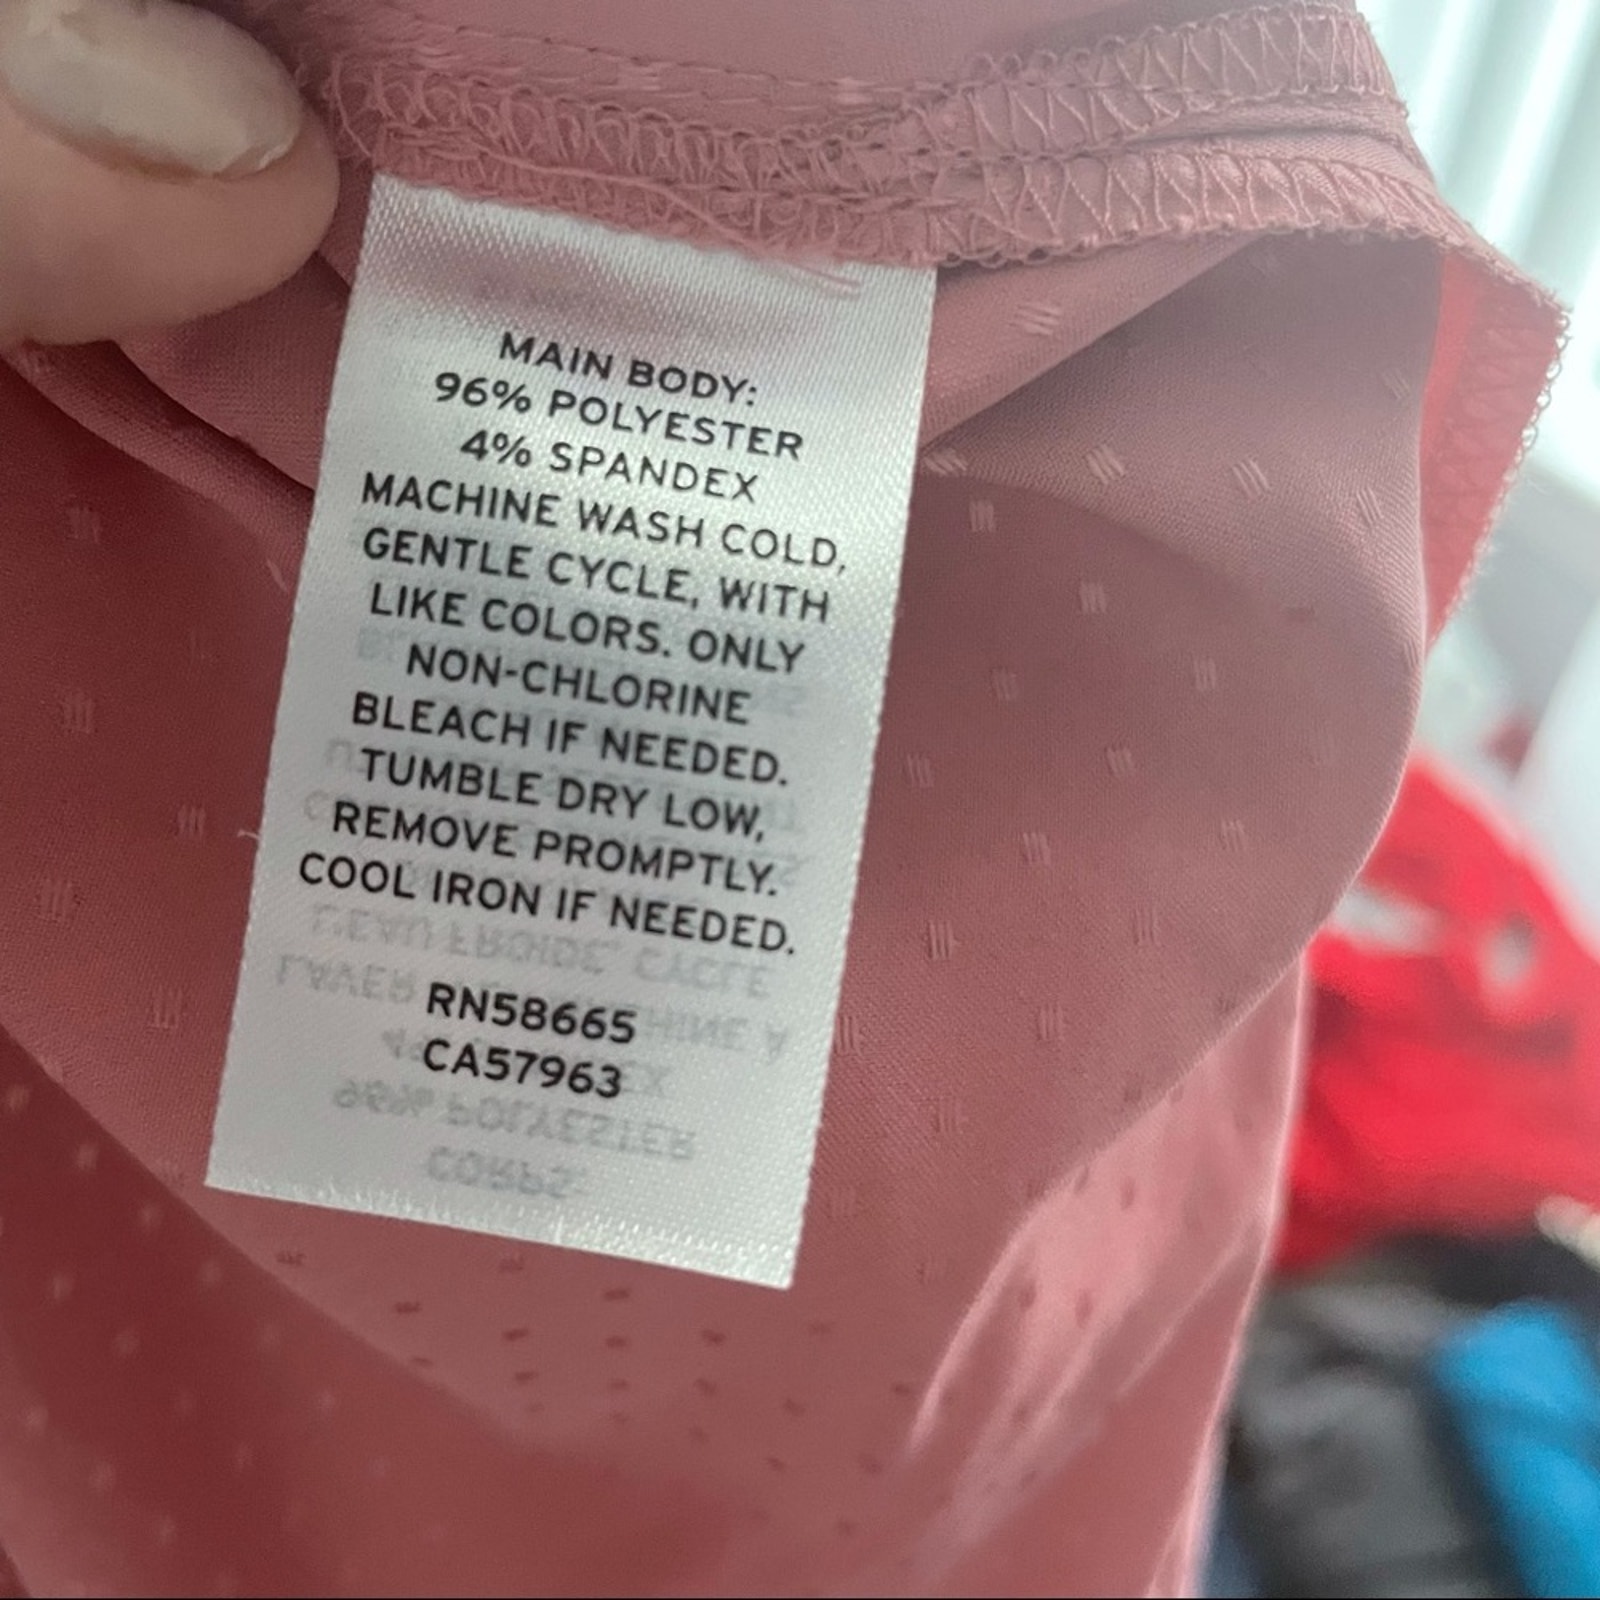 MAIN BODY:
96% POLYESTER
4% SPANDEX
MACHINE WASH COLD,
GENTLE CYCLE, WITH
LIKE COLORS. ONLY
NON-CHLORINE
BLEACH IF NEEDED.
TUMBLE DRY LOW,
REMOVE PROMPTLY.
COOL IRON IF NEEDED.
RN58665
CA57963